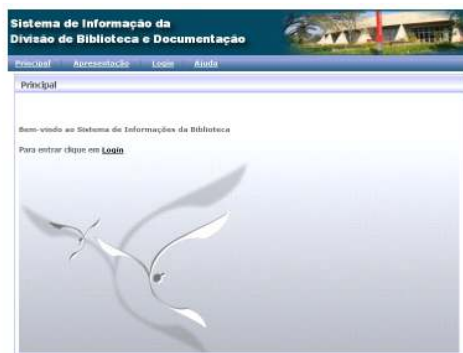 Sistema de Informação da
Divisão de Biblioteca e Documentação
Principal Apresentação Login Ajuda
Principal
Bem-vindo ao Sistema de Informações da Biblioteca
Para entrar clique em Login